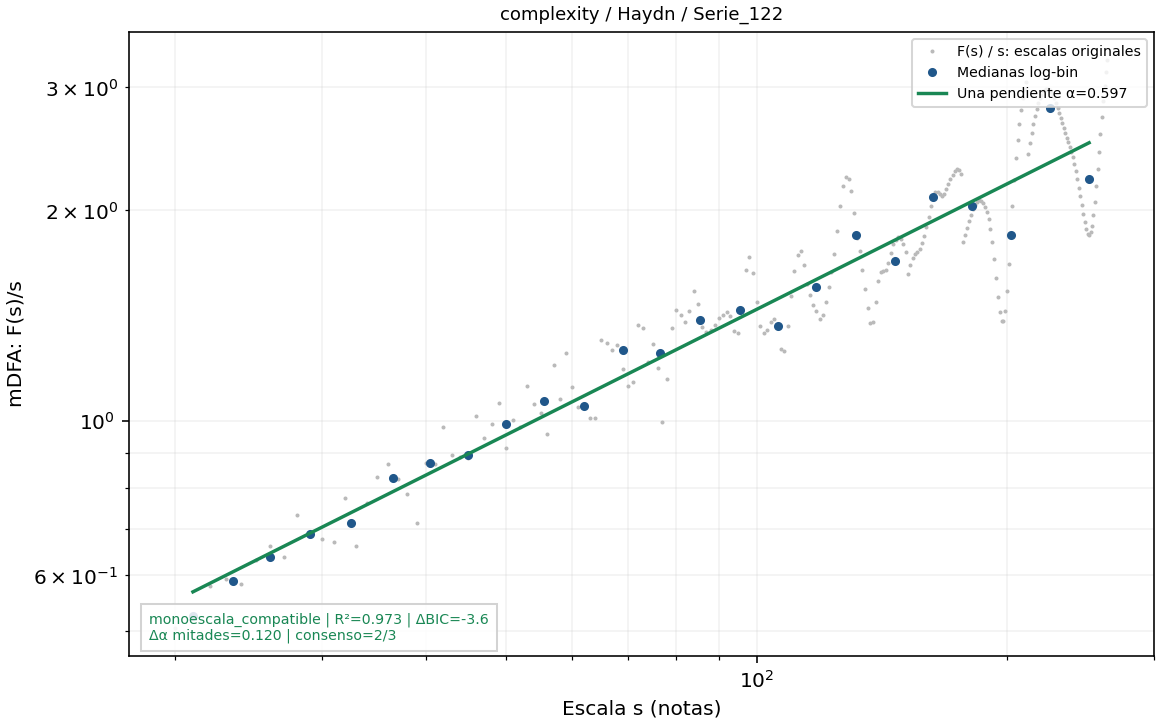 complexity / Haydn / Serie_122
F(s) / s: escalas originales
Medianas log-bin
Una pendiente α=0.597
3 × 10⁰
2 × 10⁰
10⁰
6 × 10⁻¹
mDFA: F(s)/s
monoescala_compatible | R²=0.973 | ΔBIC=-3.6
Δα mitades=0.120 | consenso=2/3
10²
Escala s (notas)